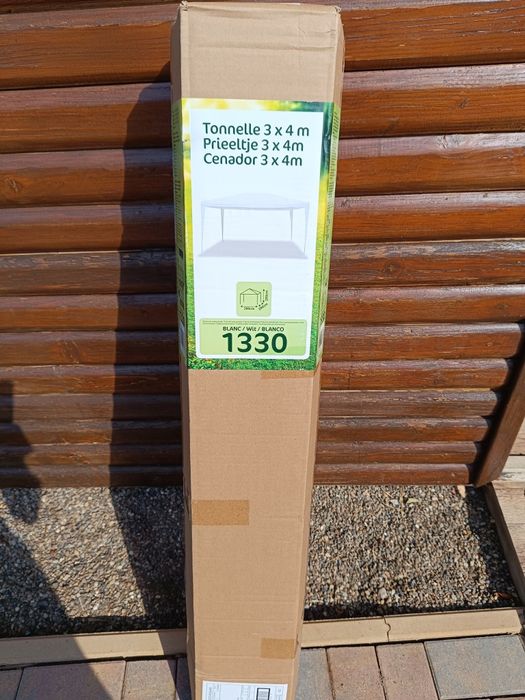 Tonnelle 3 x 4 m
Prieeltje 3 x 4m
Cenador 3 x 4m
BLANC / Wit / BLANCO
1330